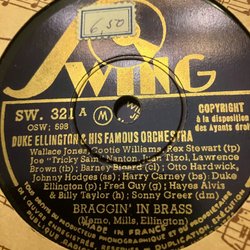 6,50
SWING
SW. 321 A
OSW: 598
COPYRIGHT
à la disposition
des Ayants droit
DUKE ELLINGTON & HIS FAMOUS ORCHESTRA
Wallace Jones, Cootie Williams, Rex Stewart (tp)
Joe "Tricky Sam" Nanton, Juan Tizol, Lawrence
Brown (tb); Barney Bigard (cl); Otto Hardwick,
Johnny Hodges (as); Harry Carney (bs); Duke
Ellington (p); Fred Guy (g); Hayes Alvis
& Billy Taylor (b); Sonny Greer (dm)
BRAGGIN' IN BRASS
(Nemo, Mills, Ellington)
MADE IN FRANCE